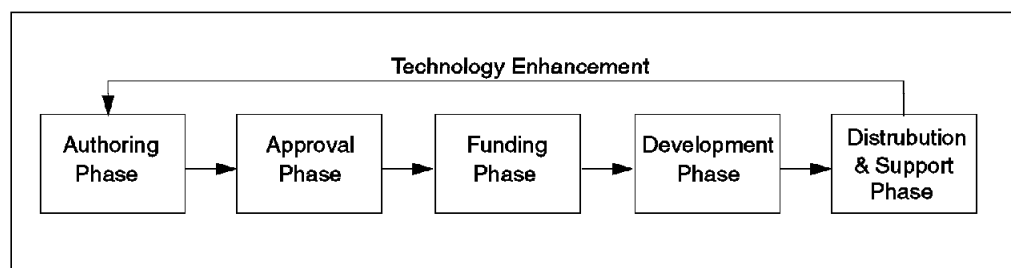 Technology Enhancement
Authoring
Phase
Approval
Phase
Funding
Phase
Development
Phase
Distrubution
& Support
Phase